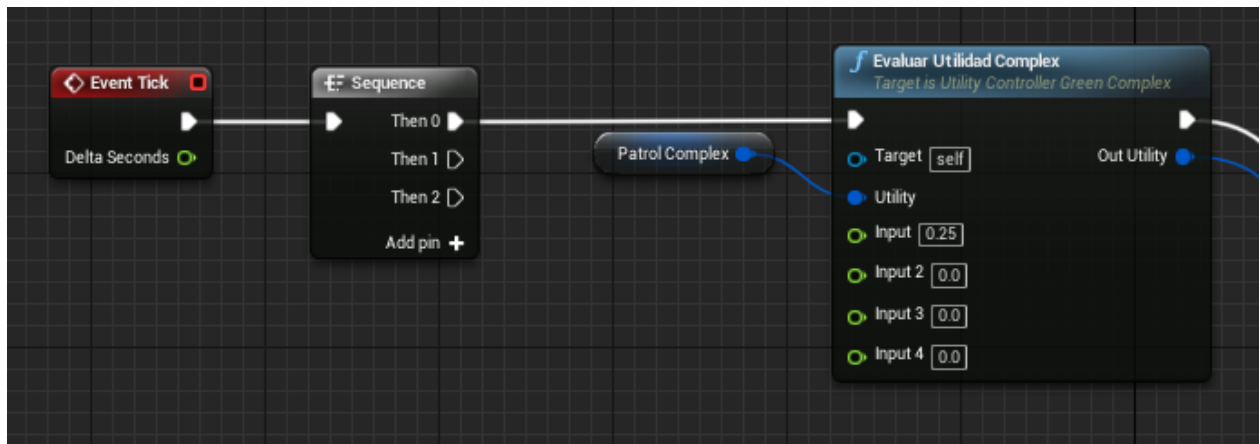 Event Tick
Delta Seconds
Sequence
Then 0
Then 1
Then 2
Add pin
Patrol Complex
Evaluar Utilidad Complex
Target is Utility Controller Green Complex
Target self
Out Utility
Utility
Input 0.25
Input 2 0.0
Input 3 0.0
Input 4 0.0